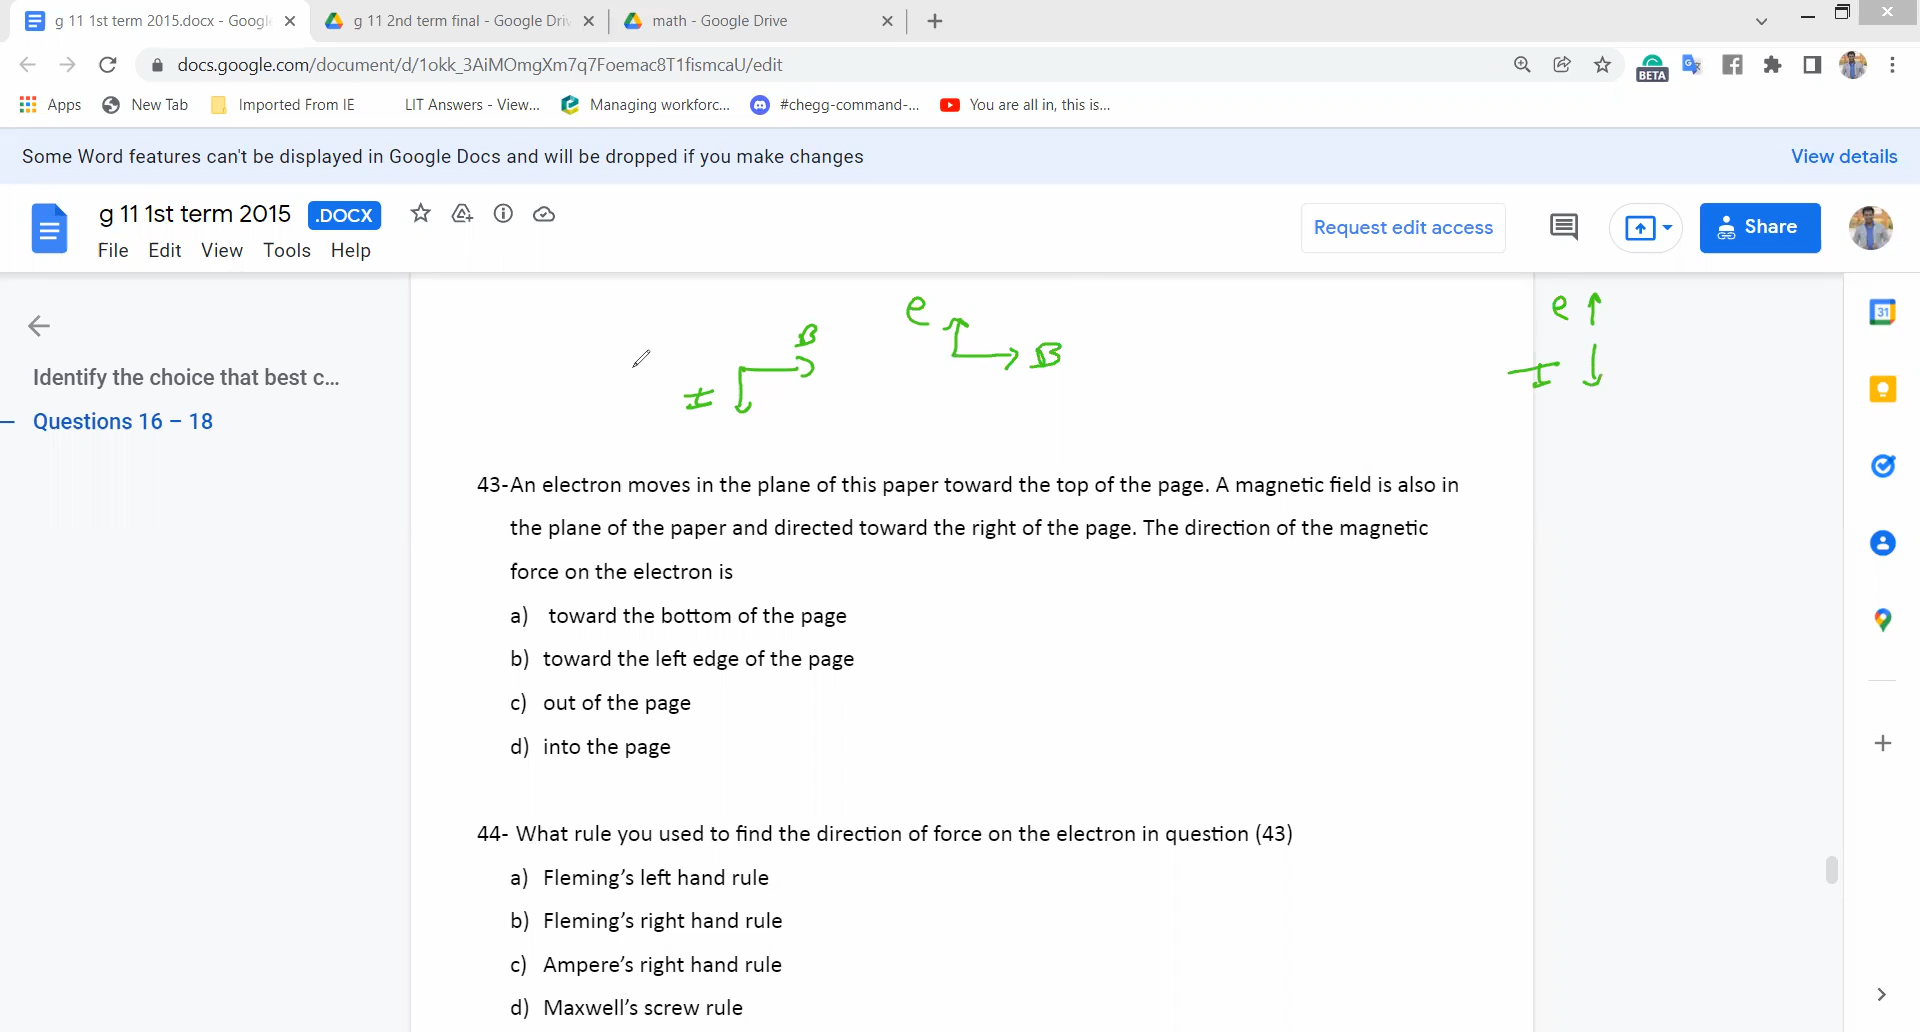 g 11 1st term 2015.docx - Google
g 11 2nd term final - Google Driv
math - Google Drive
docs.google.com/document/d/1okk_3AiMOmgXm7q7Foemac8T1fismcaU/edit
BETA
Apps
New Tab
Imported From IE
LIT Answers - View...
Managing workforc...
#chegg-command-...
You are all in, this is...
Some Word features can't be displayed in Google Docs and will be dropped if you make changes
View details
g 11 1st term 2015 .DOCX
Request edit access
Share
File Edit View Tools Help
31
Identify the choice that best c...
Questions 16 – 18
e
B
B
I
e
I
43-An electron moves in the plane of this paper toward the top of the page. A magnetic field is also in
the plane of the paper and directed toward the right of the page. The direction of the magnetic
force on the electron is
a) toward the bottom of the page
b) toward the left edge of the page
c) out of the page
d) into the page
44- What rule you used to find the direction of force on the electron in question (43)
a) Fleming’s left hand rule
b) Fleming’s right hand rule
c) Ampere’s right hand rule
d) Maxwell’s screw rule